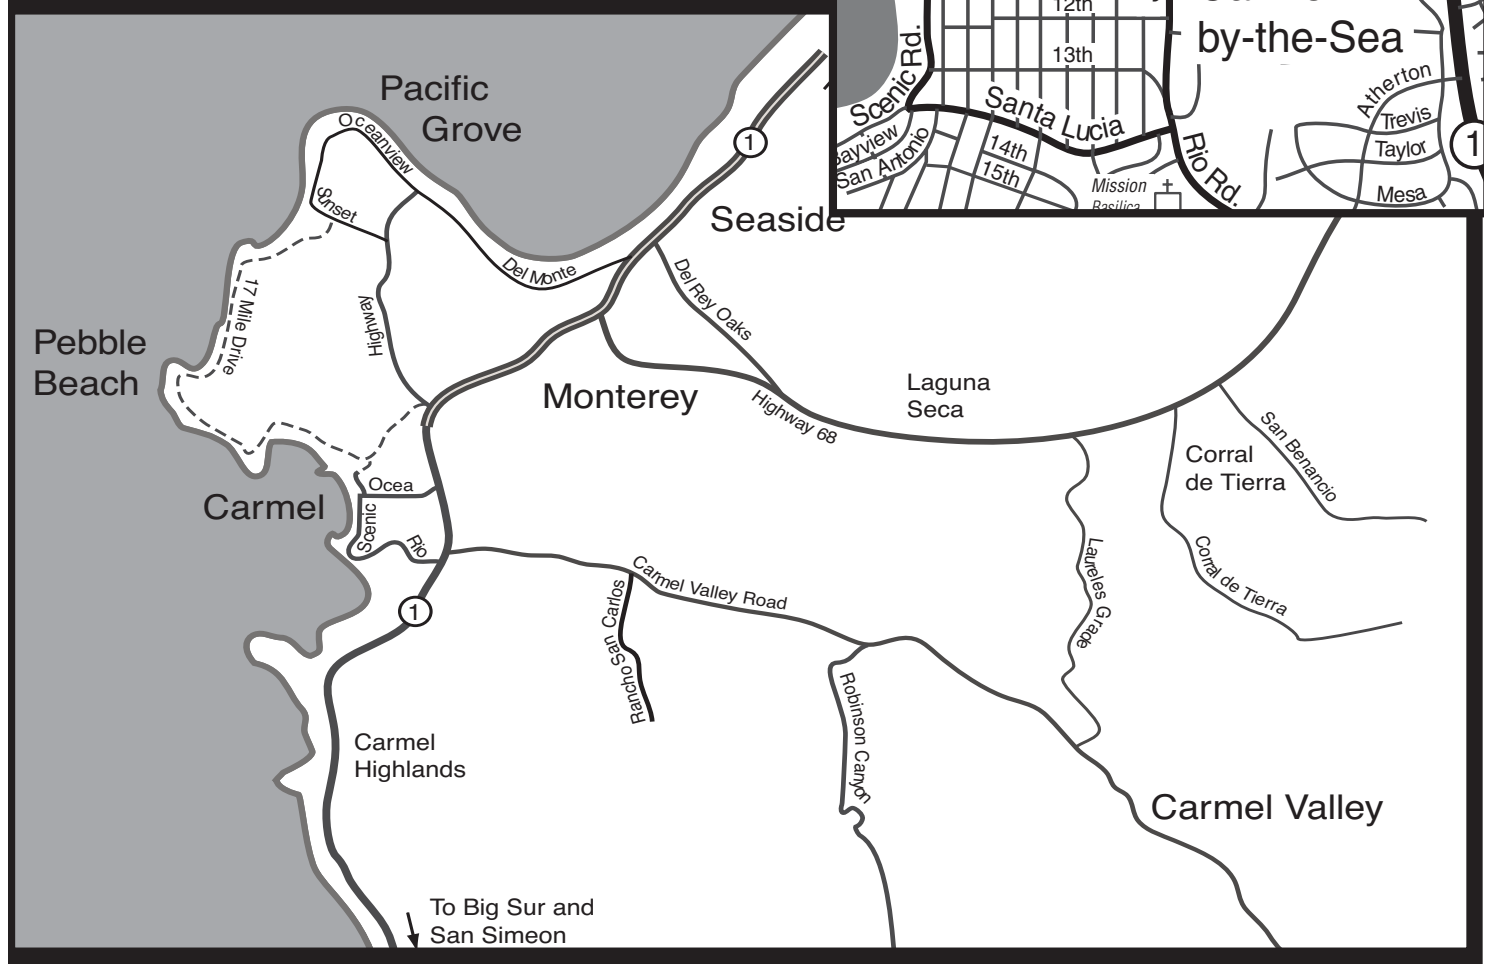 12th
by-the-Sea
13th
Scenic Rd.
Santa Lucia
Atherton
Trevis
Taylor
Mesa
1
San Antonio
14th
15th
Rio Rd.
Mission
Basilica
Pacific
Grove
Oceanview
Sunset
1
Seaside
Del Monte
Del Rey Oaks
17 Mile Drive
Highway
Pebble
Beach
Monterey
Highway 68
Laguna
Seca
San Benancio
Corral
de Tierra
Carmel
Ocea
Scenic
Rio
Carmel Valley Road
Laureles Grade
Corral de Tierra
1
Rancho San Carlos
Robinson Canyon
Carmel
Highlands
Carmel Valley
To Big Sur and
San Simeon